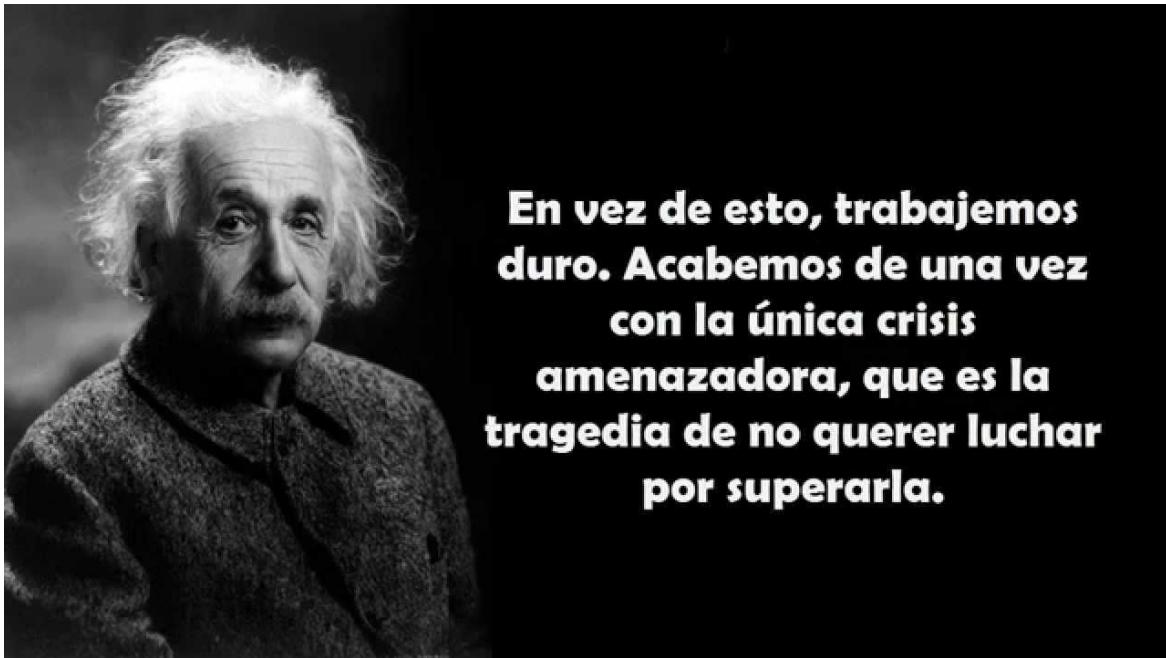 En vez de esto, trabajemos
duro. Acabemos de una vez
con la única crisis
amenazadora, que es la
tragedia de no querer luchar
por superarla.